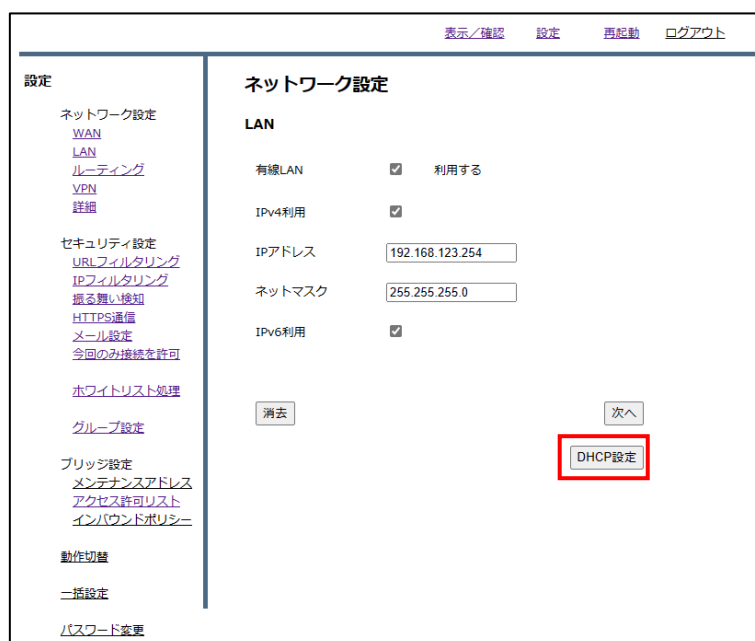 表示／確認 設定 再起動 ログアウト
設定
ネットワーク設定
WAN
LAN
ルーティング
VPN
詳細
セキュリティ設定
URLフィルタリング
IPフィルタリング
振る舞い検知
HTTPS通信
メール設定
今回のみ接続を許可
ホワイトリスト処理
グループ設定
ブリッジ設定
メンテナンスアドレス
アクセス許可リスト
インバウンドポリシー
動作切替
一括設定
パスワード変更
ネットワーク設定
LAN
有線LAN 利用する
IPv4利用
IPアドレス 192.168.123.254
ネットマスク 255.255.255.0
IPv6利用
消去 次へ
DHCP設定